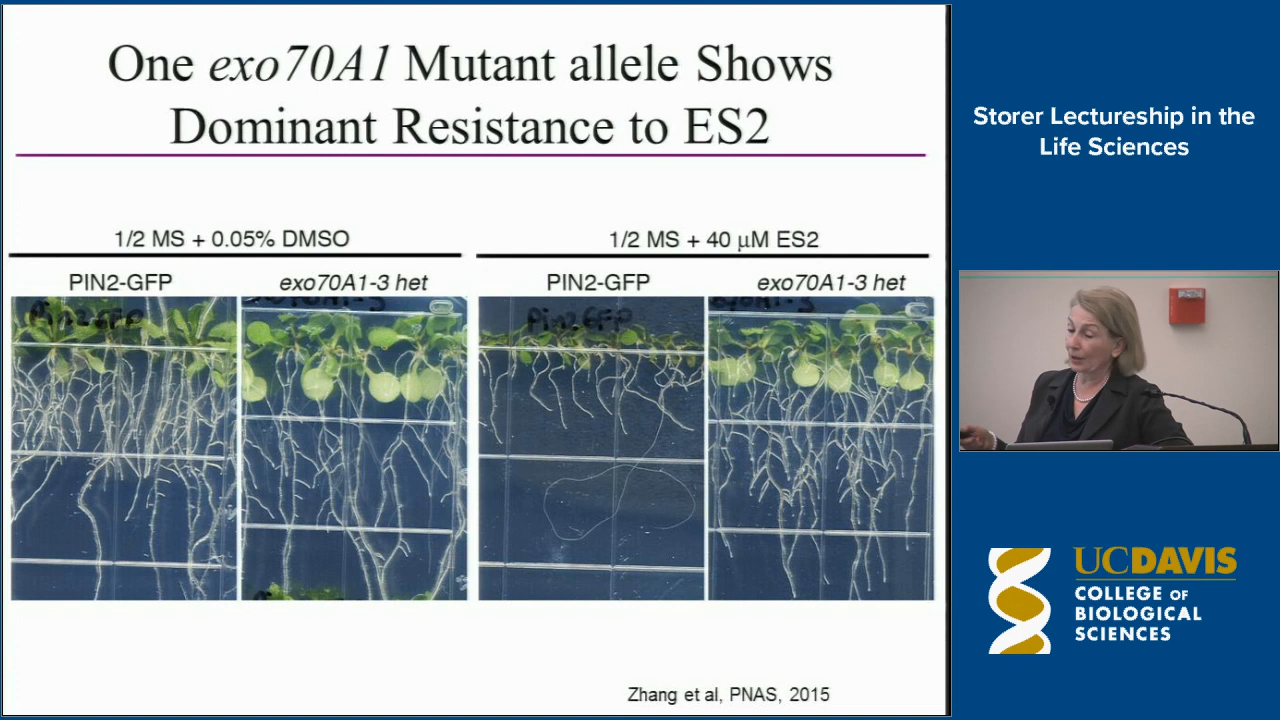 One exo70A1 Mutant allele Shows
Dominant Resistance to ES2
1/2 MS + 0.05% DMSO
1/2 MS + 40 μM ES2
PIN2-GFP
exo70A1-3 het
PIN2-GFP
exo70A1-3 het
Pin2GFP
Zhang et al, PNAS, 2015
Storer Lectureship in the
Life Sciences
UCDAVIS
COLLEGE OF
BIOLOGICAL
SCIENCES